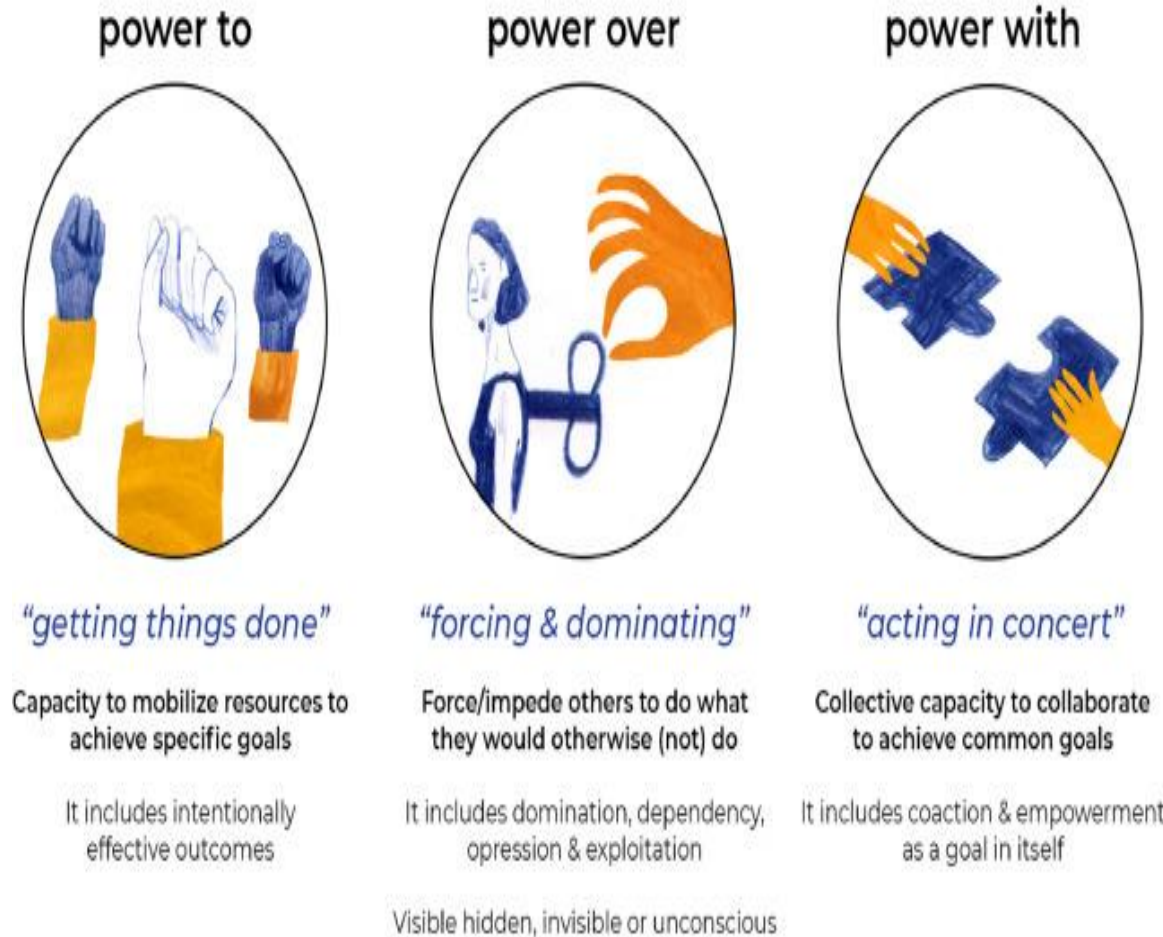 power to
“getting things done”
Capacity to mobilize resources to
achieve specific goals
It includes intentionally
effective outcomes
power over
“forcing & dominating”
Force/impede others to do what
they would otherwise (not) do
It includes domination, dependency,
opression & exploitation
Visible hidden, invisible or unconscious
power with
“acting in concert”
Collective capacity to collaborate
to achieve common goals
It includes coaction & empowerment
as a goal in itself